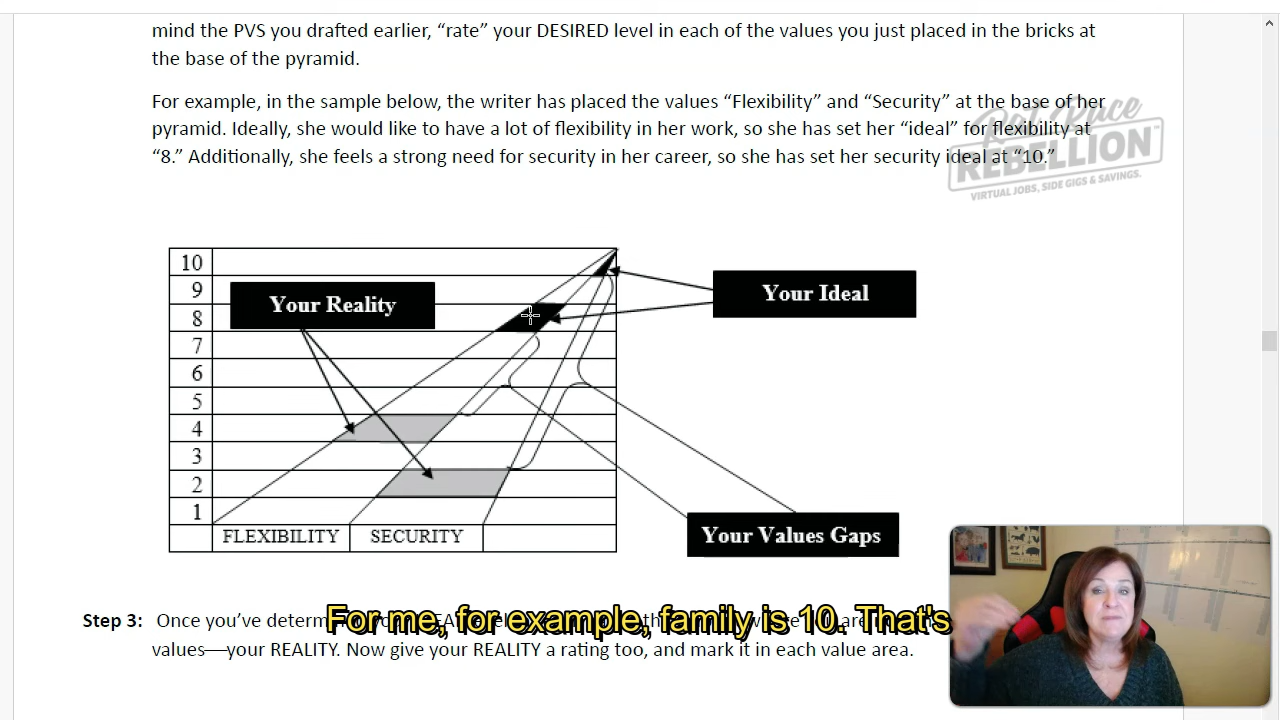 mind the PVS you drafted earlier, “rate” your DESIRED level in each of the values you just placed in the bricks at
the base of the pyramid.
For example, in the sample below, the writer has placed the values “Flexibility” and “Security” at the base of her
pyramid. Ideally, she would like to have a lot of flexibility in her work, so she has set her “ideal” for flexibility at
“8.” Additionally, she feels a strong need for security in her career, so she has set her security ideal at “10.”
Rat Race
REBELLION™
VIRTUAL JOBS, SIDE GIGS & SAVINGS.
10
9
8
7
6
5
4
3
2
1
Your Reality
Your Ideal
Your Values Gaps
FLEXIBILITY SECURITY
Step 3: Once you’ve
For me, for example, family is 10. That's
values—your REALITY. Now give your REALITY a rating too, and mark it in each value area.